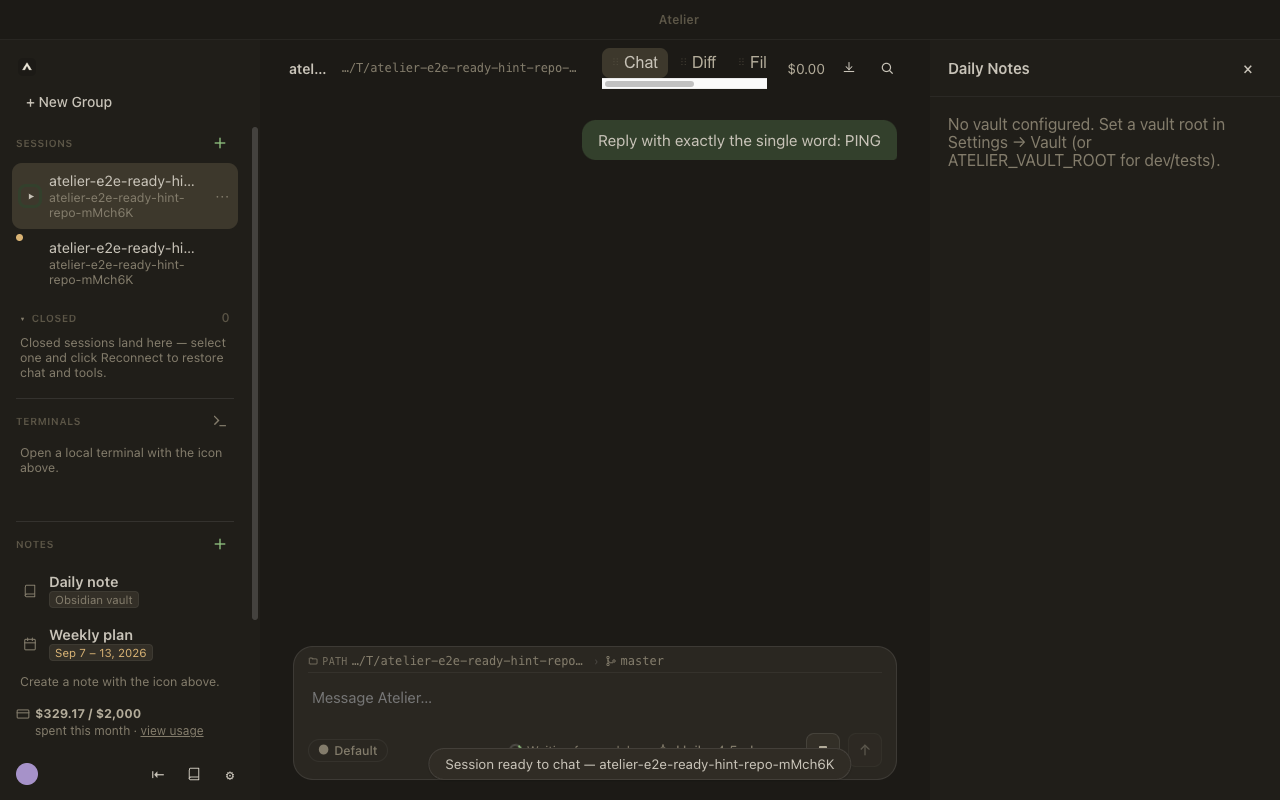 Atelier
+ New Group
SESSIONS
atelier-e2e-ready-hi...
atelier-e2e-ready-hint-
repo-mMch6K
atelier-e2e-ready-hi...
atelier-e2e-ready-hint-
repo-mMch6K
CLOSED 0
Closed sessions land here — select
one and click Reconnect to restore
chat and tools.
TERMINALS
Open a local terminal with the icon
above.
NOTES
Daily note
Obsidian vault
Weekly plan
Sep 7 – 13, 2026
Create a note with the icon above.
$329.17 / $2,000
spent this month · view usage
atel... …/T/atelier-e2e-ready-hint-repo-… Chat Diff Fil $0.00
Reply with exactly the single word: PING
PATH …/T/atelier-e2e-ready-hint-repo… › master
Message Atelier...
Default
Session ready to chat — atelier-e2e-ready-hint-repo-mMch6K
Daily Notes ×
No vault configured. Set a vault root in
Settings → Vault (or
ATELIER_VAULT_ROOT for dev/tests).